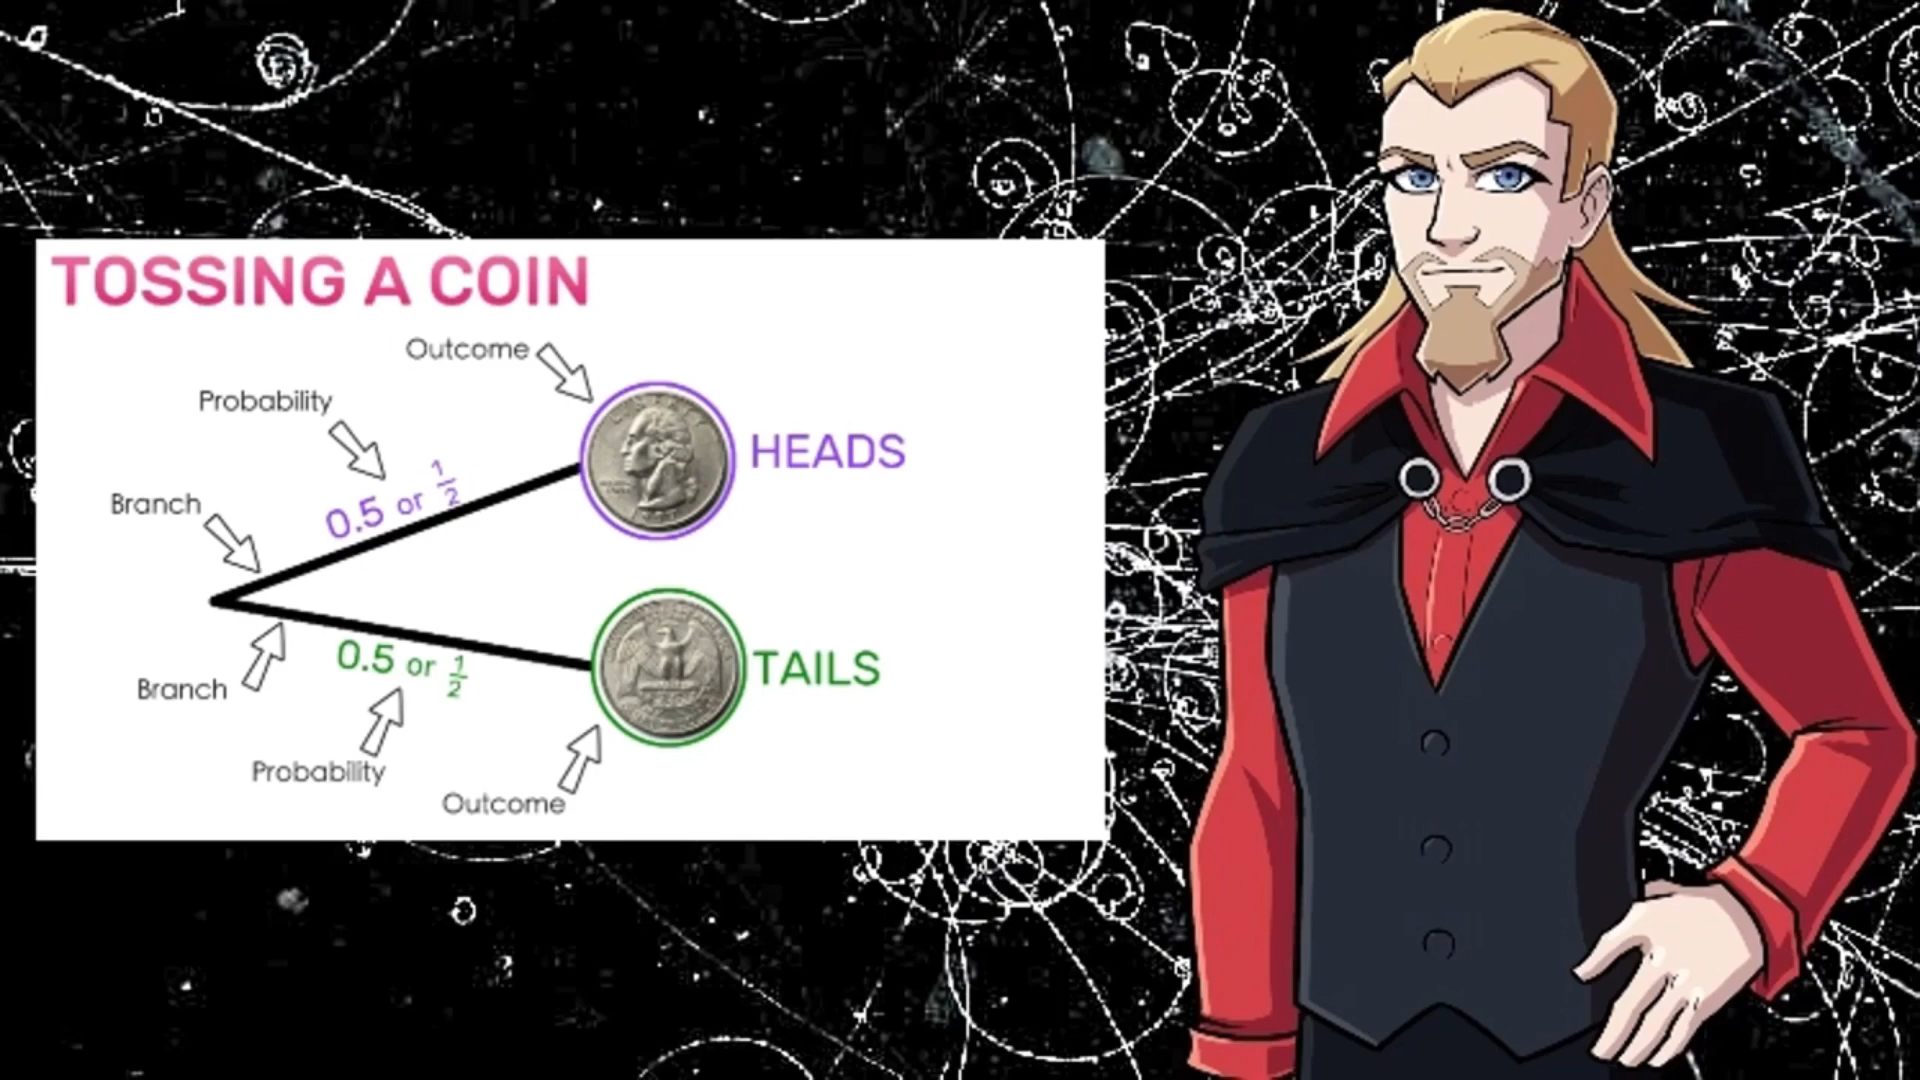 TOSSING A COIN
Outcome
Probability
0.5 or 1/2
HEADS
Branch
Branch
0.5 or 1/2
TAILS
Probability
Outcome